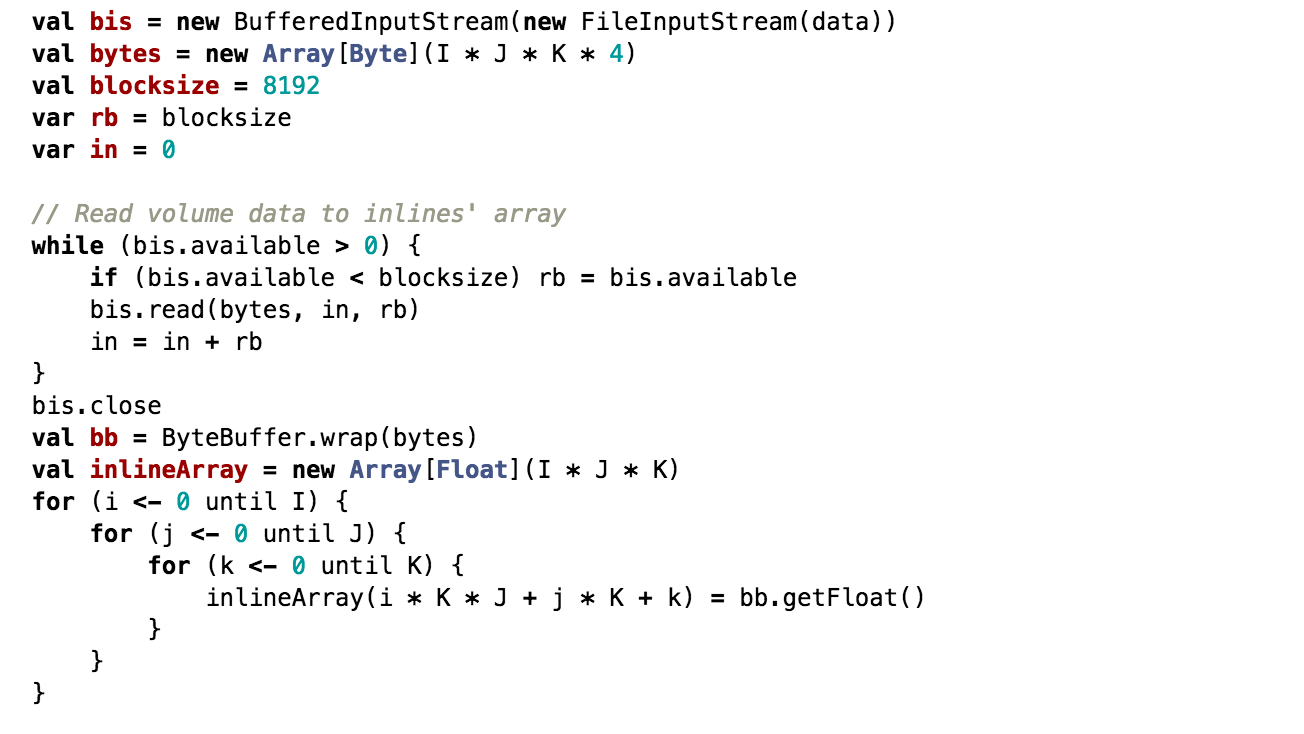 val bis = new BufferedInputStream(new FileInputStream(data))
val bytes = new Array[Byte](I * J * K * 4)
val blocksize = 8192
var rb = blocksize
var in = 0

// Read volume data to inlines' array
while (bis.available > 0) {
    if (bis.available < blocksize) rb = bis.available
    bis.read(bytes, in, rb)
    in = in + rb
}
bis.close
val bb = ByteBuffer.wrap(bytes)
val inlineArray = new Array[Float](I * J * K)
for (i <- 0 until I) {
    for (j <- 0 until J) {
        for (k <- 0 until K) {
            inlineArray(i * K * J + j * K + k) = bb.getFloat()
        }
    }
}